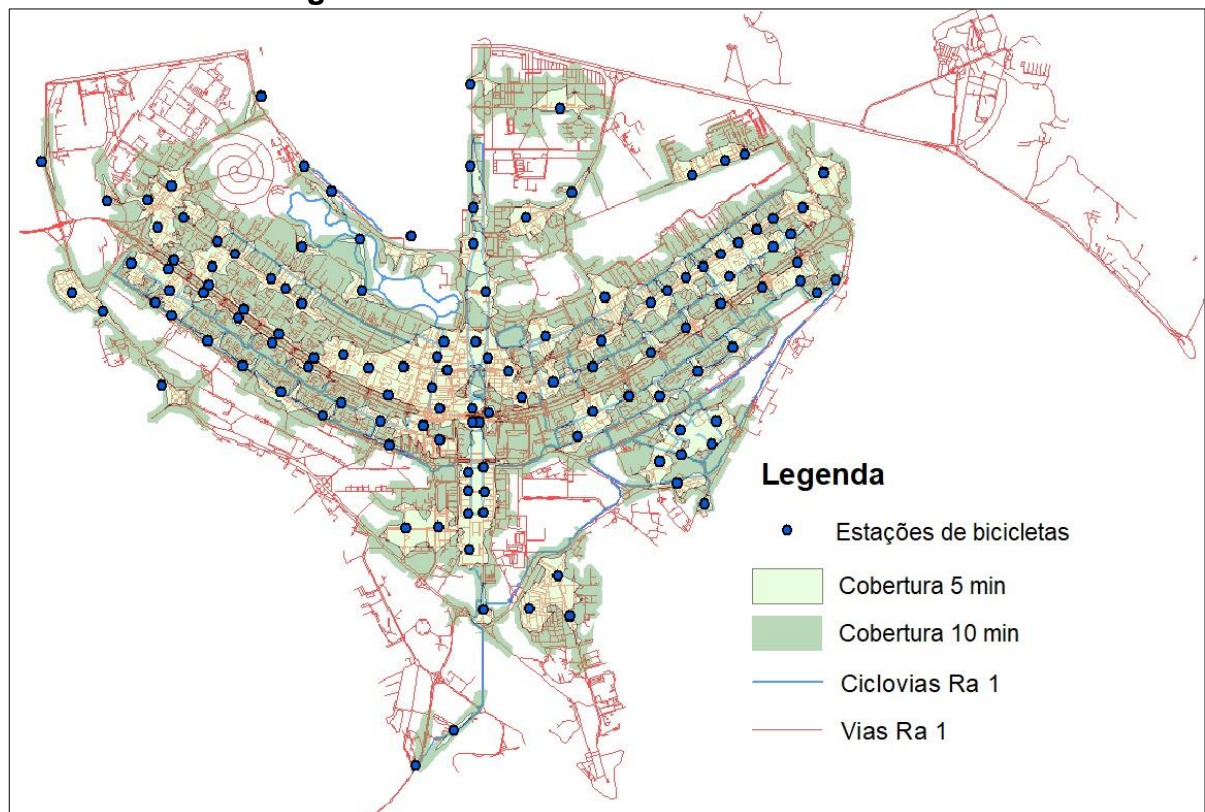 Legenda
Estações de bicicletas
Cobertura 5 min
Cobertura 10 min
Ciclovias Ra 1
Vias Ra 1